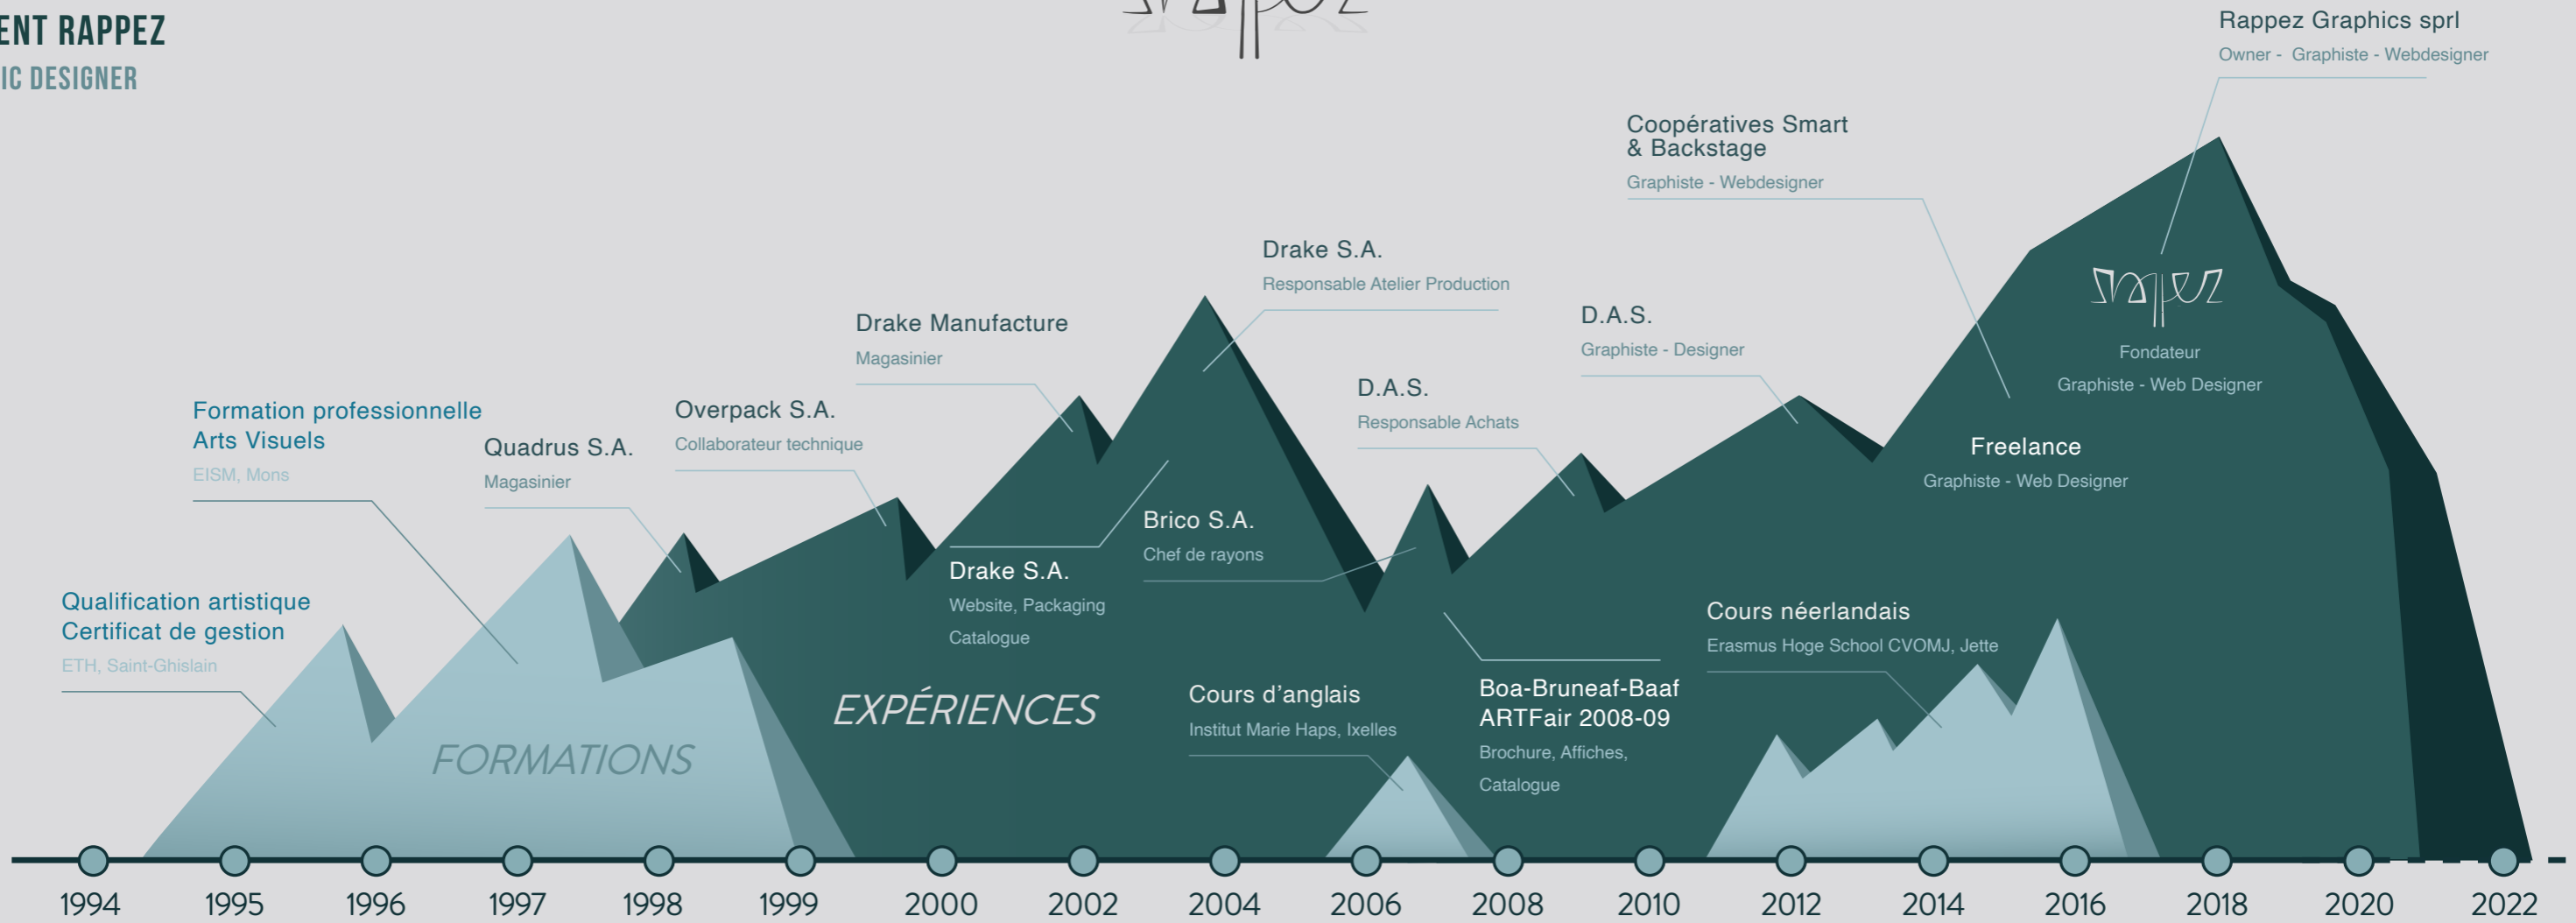 ENT RAPPEZ
IC DESIGNER
rappez
Rappez Graphics sprl
Owner - Graphiste - Webdesigner
Coopératives Smart
& Backstage
Graphiste - Webdesigner
Drake S.A.
Responsable Atelier Production
Drake Manufacture
Magasinier
D.A.S.
Graphiste - Designer
rappez
Fondateur
Graphiste - Web Designer
D.A.S.
Responsable Achats
Formation professionnelle
Arts Visuels
EISM, Mons
Quadrus S.A.
Magasinier
Overpack S.A.
Collaborateur technique
Freelance
Graphiste - Web Designer
Brico S.A.
Chef de rayons
Drake S.A.
Website, Packaging
Catalogue
Qualification artistique
Certificat de gestion
ETH, Saint-Ghislain
Cours néerlandais
Erasmus Hoge School CVOMJ, Jette
FORMATIONS
EXPÉRIENCES
Cours d'anglais
Institut Marie Haps, Ixelles
Boa-Bruneaf-Baaf
ARTFair 2008-09
Brochure, Affiches,
Catalogue
1994 1995 1996 1997 1998 1999 2000 2002 2004 2006 2008 2010 2012 2014 2016 2018 2020 2022